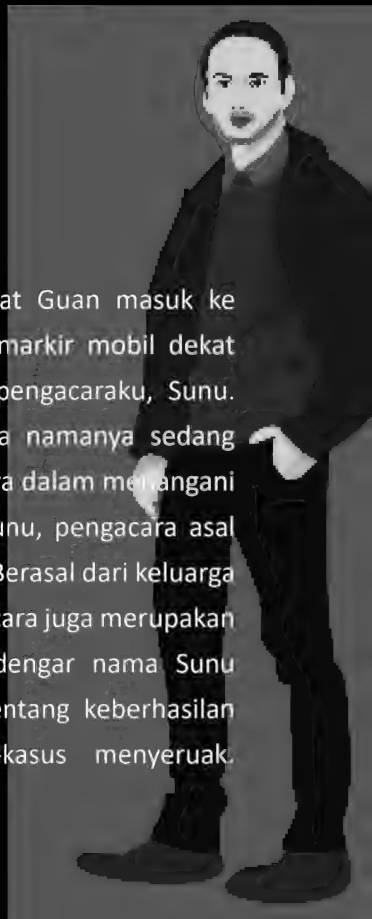 at Guan masuk ke
markir mobil dekat
pengacaraku, Sunu.
a namanya sedang
a dalam menangani
unu, pengacara asal
Berasal dari keluarga
cara juga merupakan
dengar nama Sunu
entang keberhasilan
kasus menyeruak.